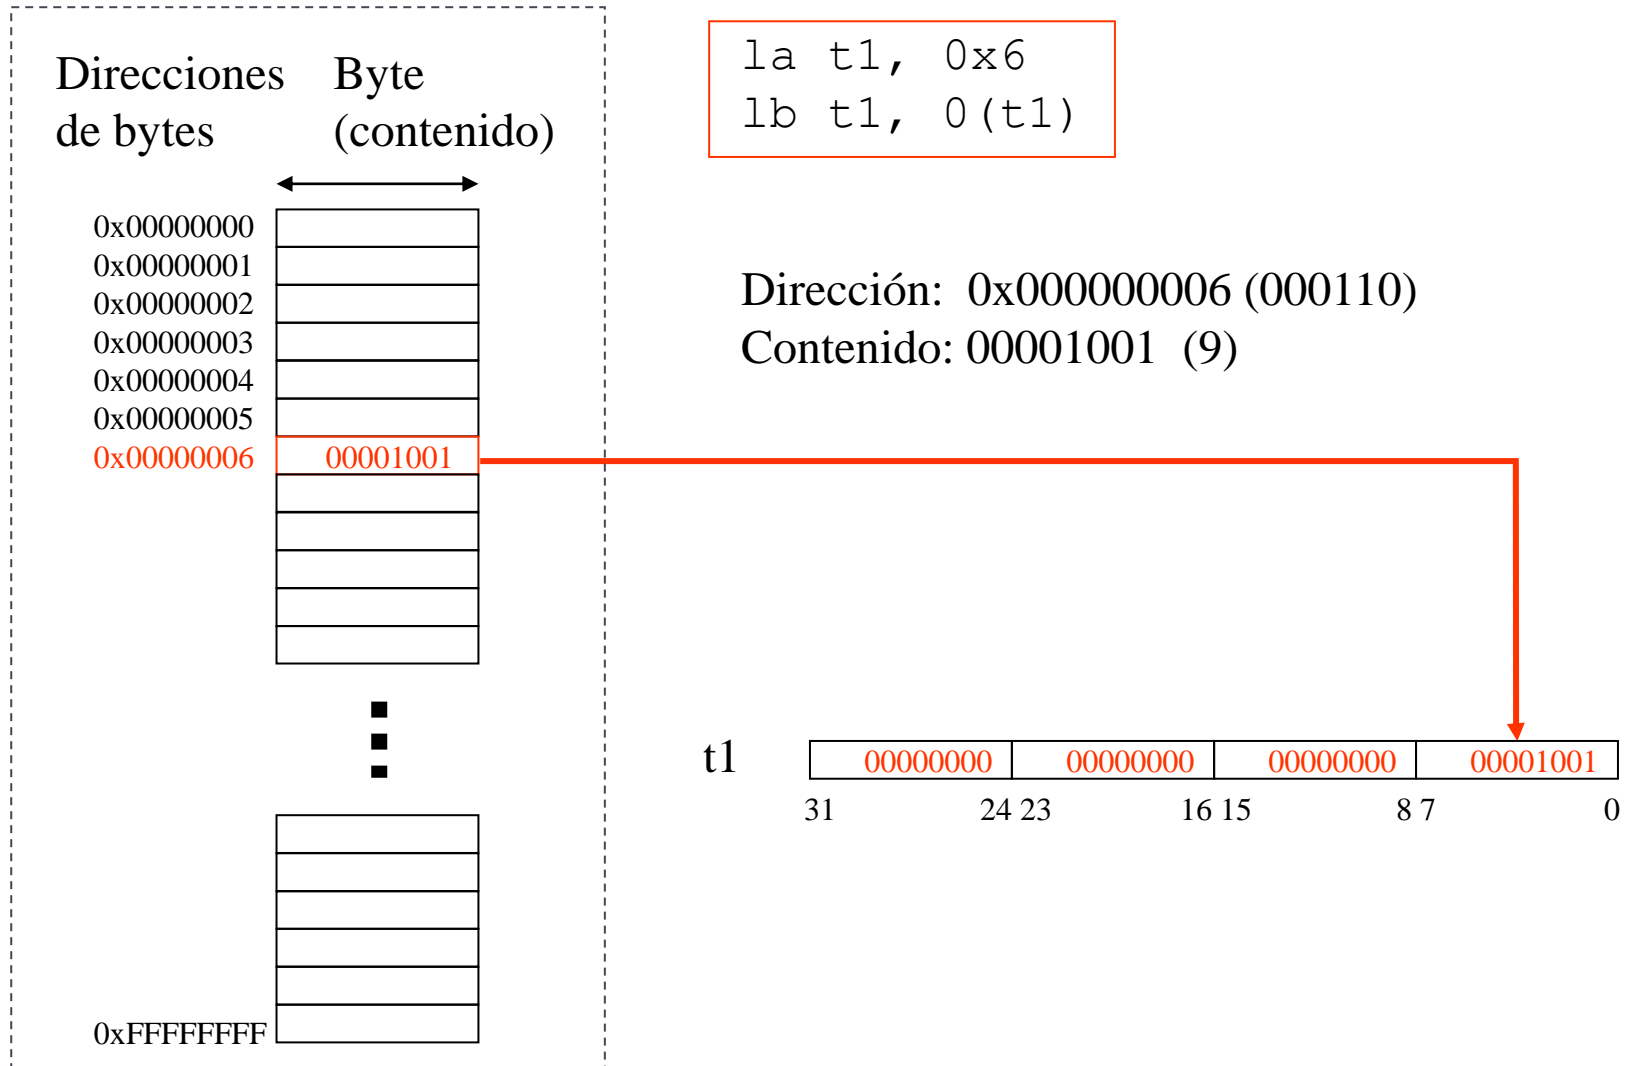 Direcciones
de bytes
Byte
(contenido)
la t1, 0x6
lb t1, 0(t1)
0x00000000
0x00000001
0x00000002
0x00000003
0x00000004
0x00000005
0x00000006 00001001
Dirección: 0x000000006 (000110)
Contenido: 00001001 (9)
t1 00000000 00000000 00000000 00001001
31 24 23 16 15 8 7 0
0xFFFFFFFF